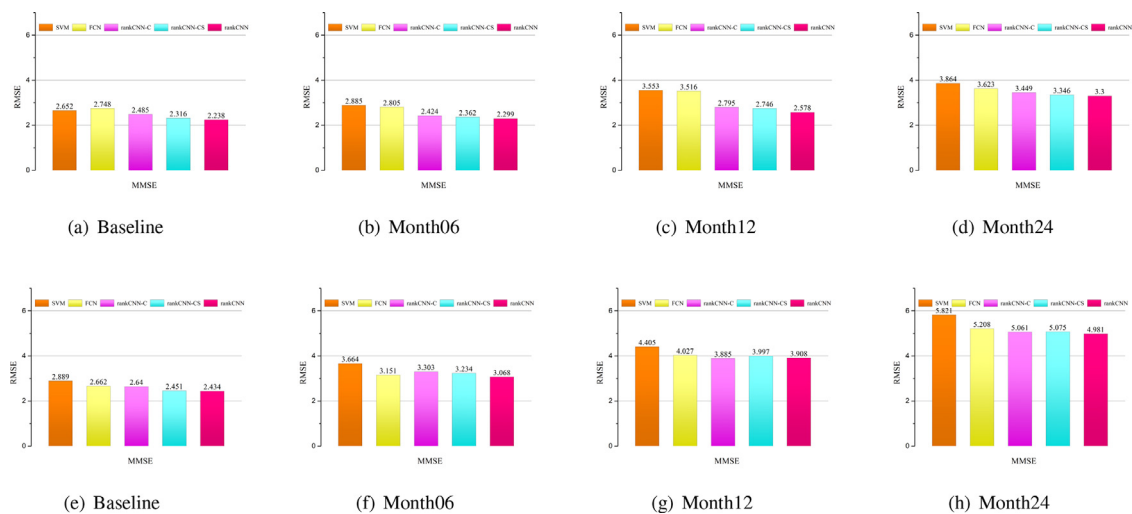 SVM FCN rankCNN-C rankCNN-CS rankCNN
6
4
2
0
RMSE
2.652 2.748 2.485 2.316 2.238
MMSE
(a) Baseline
SVM FCN rankCNN-C rankCNN-CS rankCNN
6
4
2
0
RMSE
2.885 2.805 2.424 2.362 2.299
MMSE
(b) Month06
SVM FCN rankCNN-C rankCNN-CS rankCNN
6
4
2
0
RMSE
3.553 3.516 2.795 2.746 2.578
MMSE
(c) Month12
SVM FCN rankCNN-C rankCNN-CS rankCNN
6
4
2
0
RMSE
3.864 3.623 3.449 3.346 3.3
MMSE
(d) Month24
SVM FCN rankCNN-C rankCNN-CS rankCNN
6
4
2
0
RMSE
2.889 2.662 2.64 2.451 2.434
MMSE
(e) Baseline
SVM FCN rankCNN-C rankCNN-CS rankCNN
6
4
2
0
RMSE
3.664 3.151 3.303 3.234 3.068
MMSE
(f) Month06
SVM FCN rankCNN-C rankCNN-CS rankCNN
6
4
2
0
RMSE
4.405 4.027 3.885 3.997 3.908
MMSE
(g) Month12
SVM FCN rankCNN-C rankCNN-CS rankCNN
6
4
2
0
RMSE
5.821 5.208 5.061 5.075 4.981
MMSE
(h) Month24